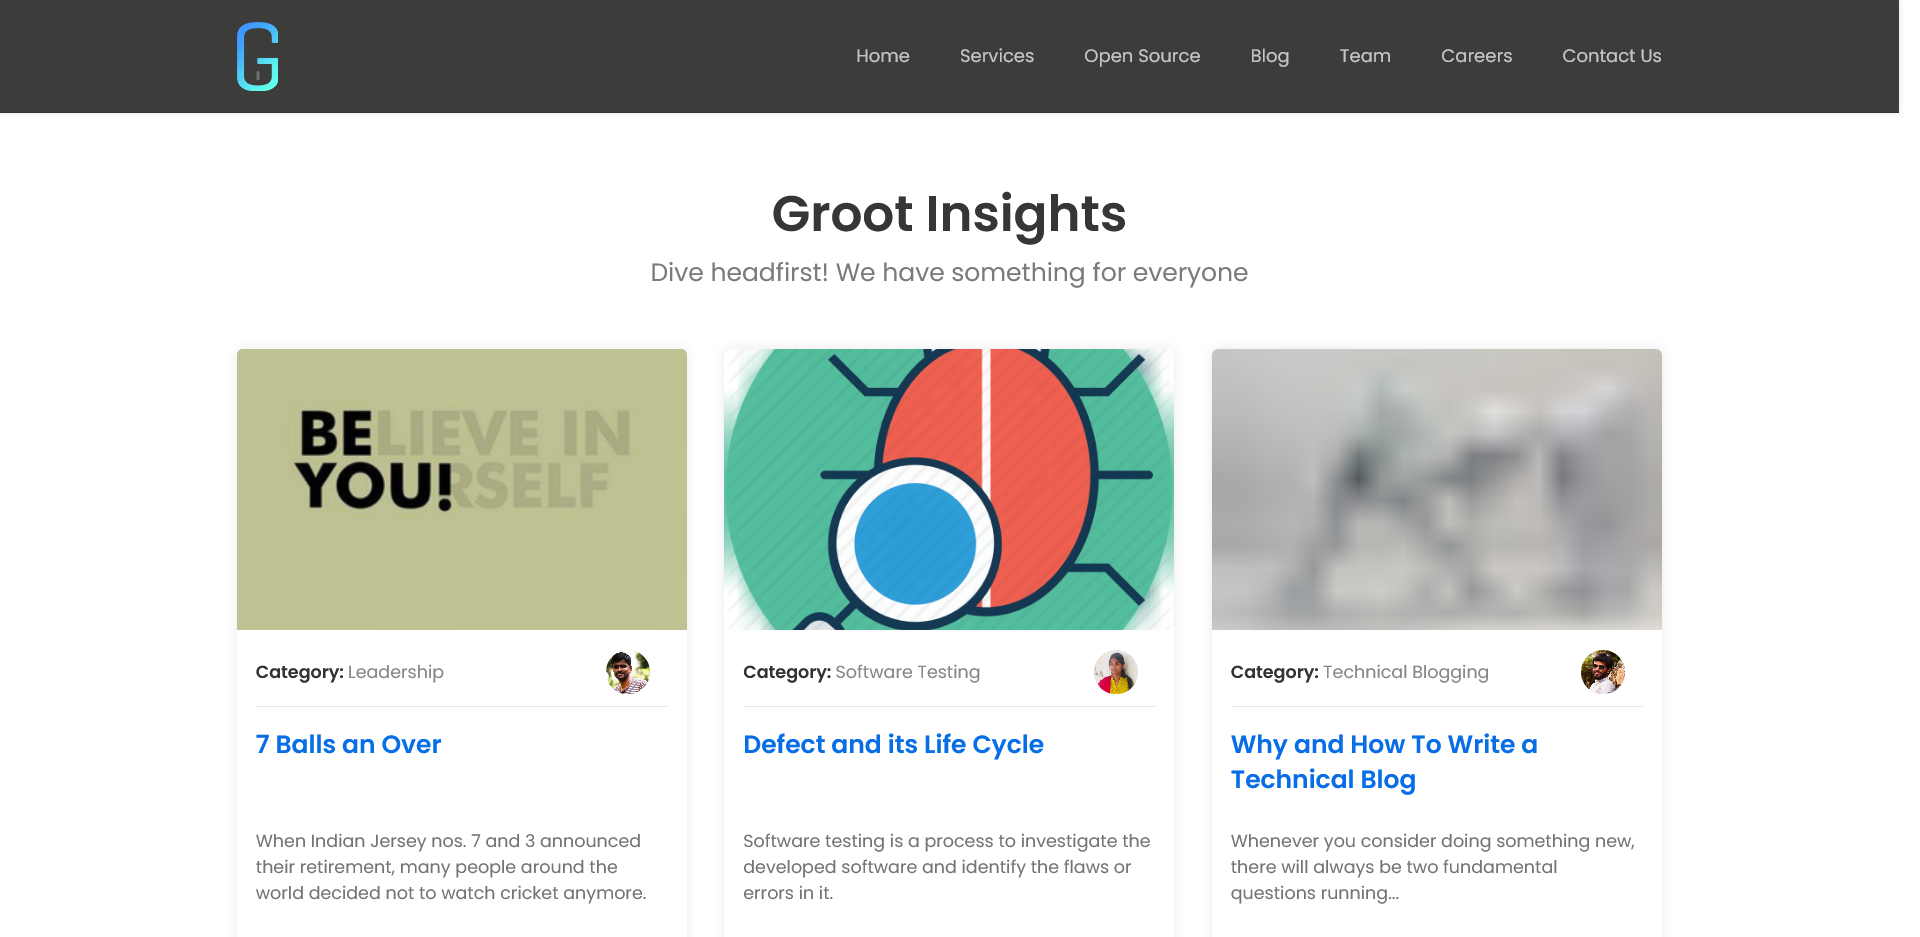 G
Home Services Open Source Blog Team Careers Contact Us
Groot Insights
Dive headfirst! We have something for everyone
BELIEVE IN
YOU!RSELF
Category: Leadership
7 Balls an Over
When Indian Jersey nos. 7 and 3 announced
their retirement, many people around the
world decided not to watch cricket anymore.
Category: Software Testing
Defect and its Life Cycle
Software testing is a process to investigate the
developed software and identify the flaws or
errors in it.
Category: Technical Blogging
Why and How To Write a
Technical Blog
Whenever you consider doing something new,
there will always be two fundamental
questions running...